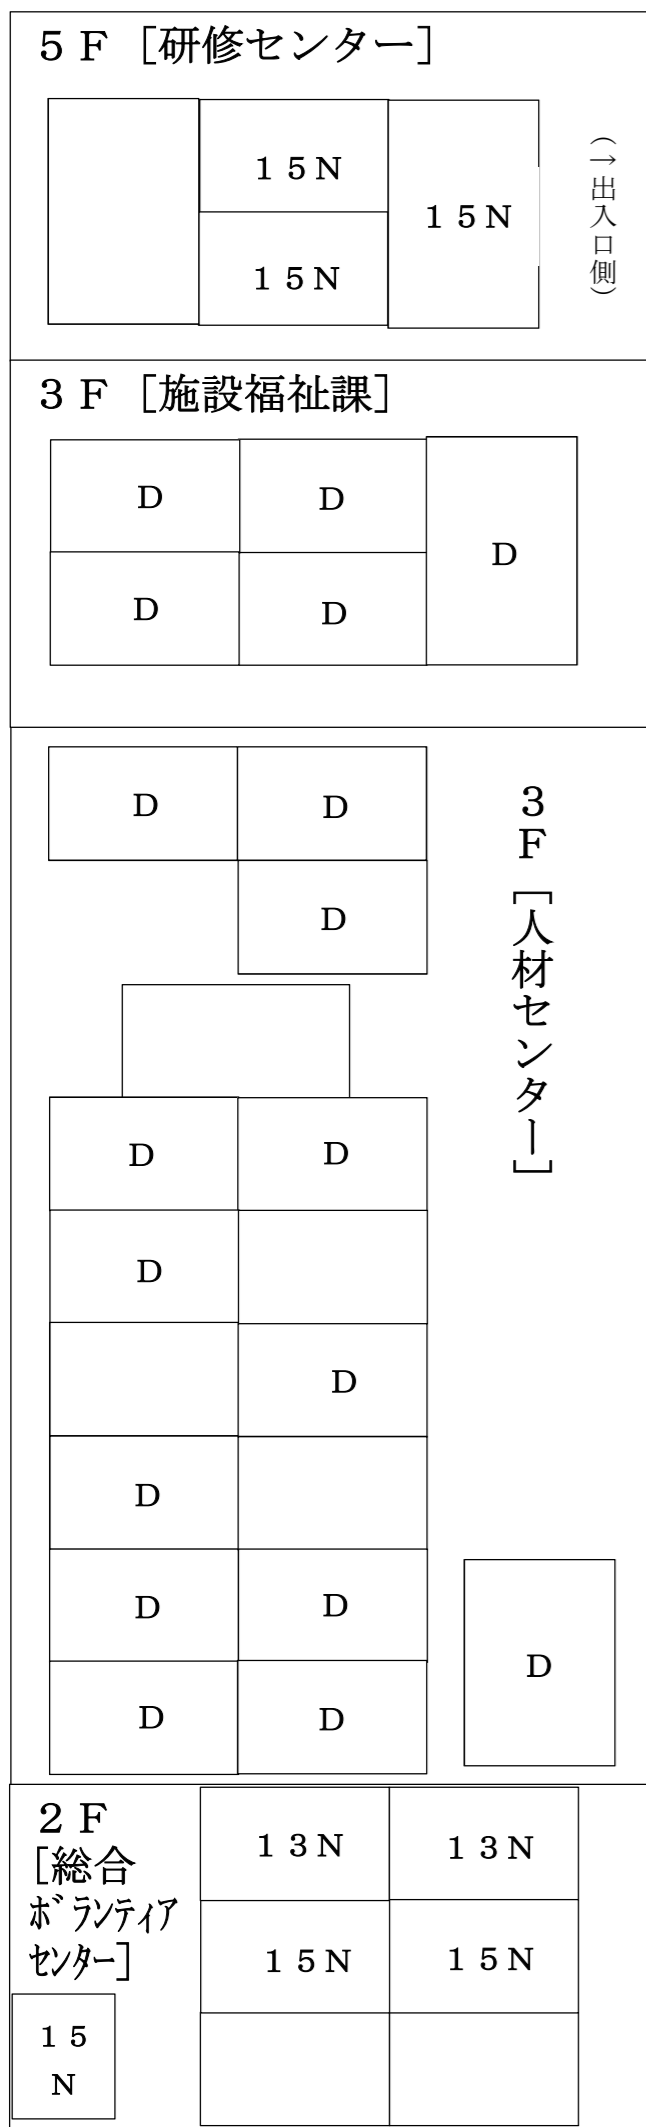 ５Ｆ［研修センター］
１５Ｎ
１５Ｎ
１５Ｎ
（→出入口側）
３Ｆ［施設福祉課］
Ｄ
Ｄ
Ｄ
Ｄ
Ｄ
３Ｆ［人材センター］
Ｄ
Ｄ
Ｄ
Ｄ
Ｄ
Ｄ
Ｄ
Ｄ
Ｄ
Ｄ
Ｄ
Ｄ
Ｄ
２Ｆ
［総合
ボランティア
センター］
１３Ｎ
１３Ｎ
１５Ｎ
１５Ｎ
１５
Ｎ